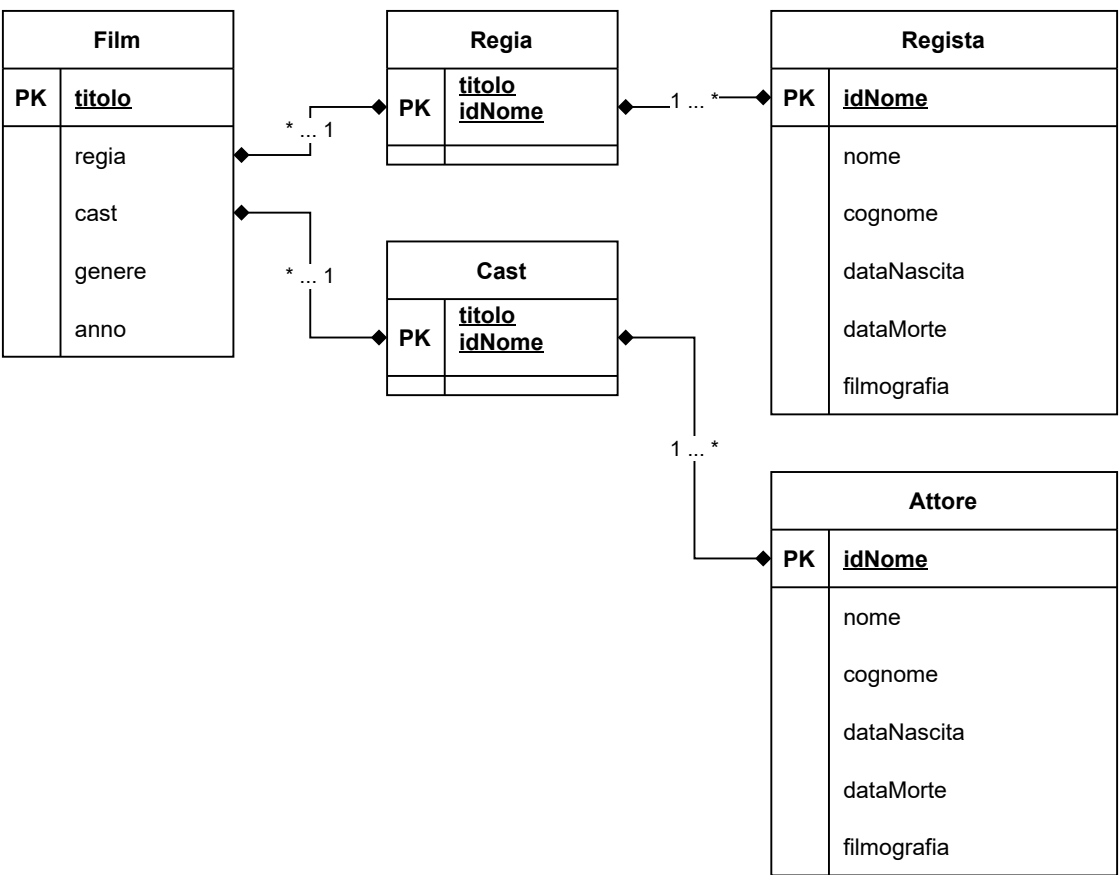 Film
PK titolo
regia
cast
genere
anno
* ... 1
* ... 1
Regia
PK titolo
idNome
1 ... *
Cast
PK titolo
idNome
1 ... *
Regista
PK idNome
nome
cognome
dataNascita
dataMorte
filmografia
Attore
PK idNome
nome
cognome
dataNascita
dataMorte
filmografia